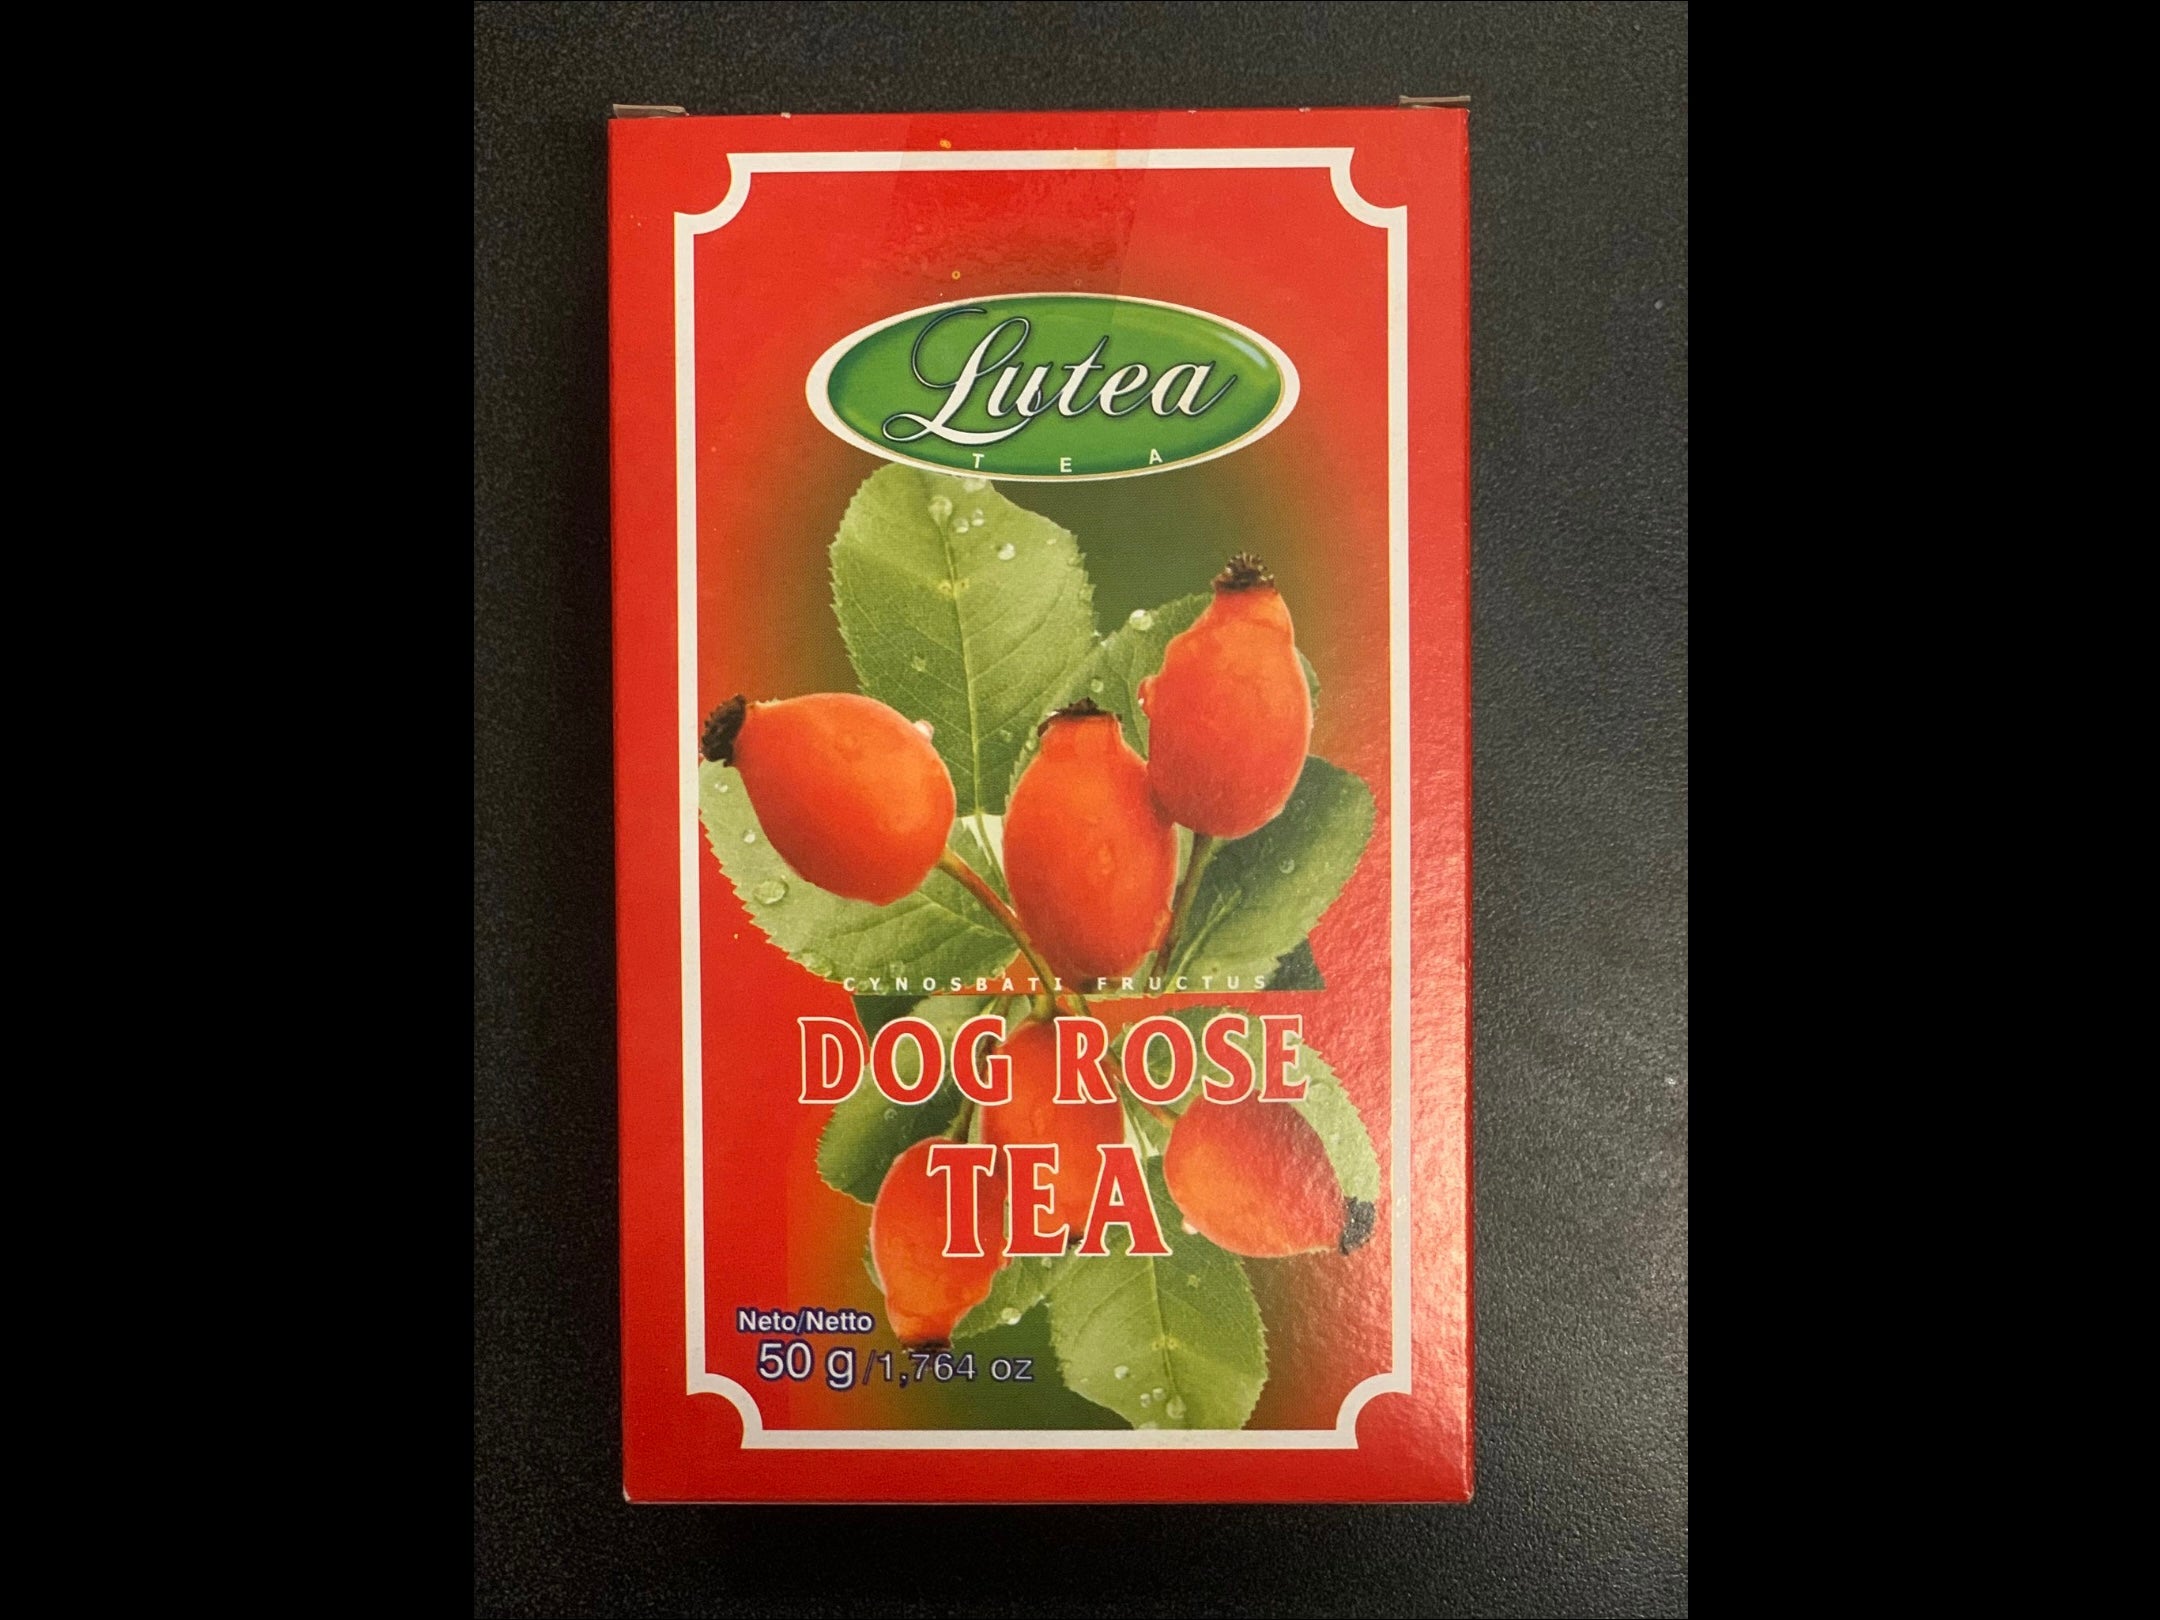 Lutea
TEA
CYNOSBATI FRUCTUS
DOG ROSE
TEA
Neto/Netto
50 g/1,764 oz